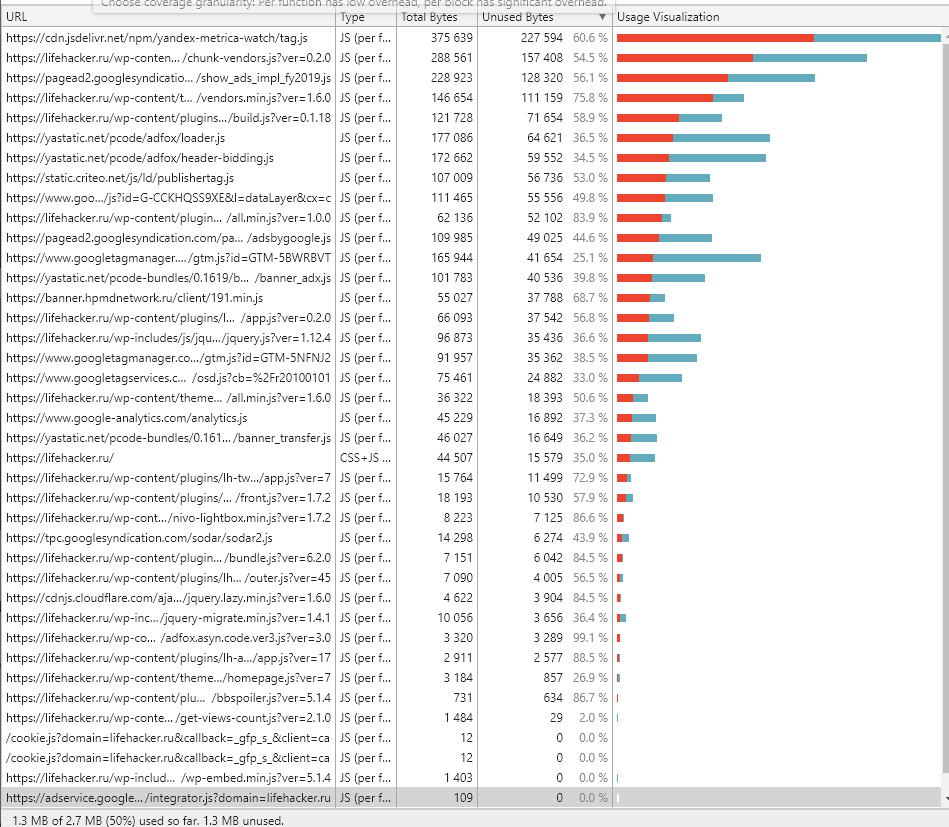 Choose coverage granularity: Per function has low overhead, per block has significant overhead.
URL Type Total Bytes Unused Bytes ▼ Usage Visualization
https://cdn.jsdelivr.net/npm/yandex-metrica-watch/tag.js JS (per f... 375 639 227 594 60.6 %
https://lifehacker.ru/wp-conten... /chunk-vendors.js?ver=0.2.0 JS (per f... 288 561 157 408 54.5 %
https://pagead2.googlesyndicatio... /show_ads_impl_fy2019.js JS (per f... 228 923 128 320 56.1 %
https://lifehacker.ru/wp-content/t... /vendors.min.js?ver=1.6.0 JS (per f... 146 654 111 159 75.8 %
https://lifehacker.ru/wp-content/plugins.../build.js?ver=0.1.18 JS (per f... 121 728 71 654 58.9 %
https://yastatic.net/pcode/adfox/loader.js JS (per f... 177 086 64 621 36.5 %
https://yastatic.net/pcode/adfox/header-bidding.js JS (per f... 172 662 59 552 34.5 %
https://static.criteo.net/js/ld/publishertag.js JS (per f... 107 009 56 736 53.0 %
https://www.goo.../js?id=G-CCKHQSS9XE&l=dataLayer&cx=c JS (per f... 111 465 55 556 49.8 %
https://lifehacker.ru/wp-content/plugin... /all.min.js?ver=1.0.0 JS (per f... 62 136 52 102 83.9 %
https://pagead2.googlesyndication.com/pa... /adsbygoogle.js JS (per f... 109 985 49 025 44.6 %
https://www.googletagmanager..../gtm.js?id=GTM-5BWRBVT JS (per f... 165 944 41 654 25.1 %
https://yastatic.net/pcode-bundles/0.1619/b... /banner_adx.js JS (per f... 101 783 40 536 39.8 %
https://banner.hpmdnetwork.ru/client/191.min.js JS (per f... 55 027 37 788 68.7 %
https://lifehacker.ru/wp-content/plugins/l... /app.js?ver=0.2.0 JS (per f... 66 093 37 542 56.8 %
https://lifehacker.ru/wp-includes/js/jqu.../jquery.js?ver=1.12.4 JS (per f... 96 873 35 436 36.6 %
https://www.googletagmanager.co.../gtm.js?id=GTM-5NFNJ2 JS (per f... 91 957 35 362 38.5 %
https://www.googletagservices.c... /osd.js?cb=%2Fr20100101 JS (per f... 75 461 24 882 33.0 %
https://lifehacker.ru/wp-content/theme... /all.min.js?ver=1.6.0 JS (per f... 36 322 18 393 50.6 %
https://www.google-analytics.com/analytics.js JS (per f... 45 229 16 892 37.3 %
https://yastatic.net/pcode-bundles/0.161... /banner_transfer.js JS (per f... 46 027 16 649 36.2 %
https://lifehacker.ru/ CSS+JS ... 44 507 15 579 35.0 %
https://lifehacker.ru/wp-content/plugins/lh-tw.../app.js?ver=7 JS (per f... 15 764 11 499 72.9 %
https://lifehacker.ru/wp-content/plugins/... /front.js?ver=1.7.2 JS (per f... 18 193 10 530 57.9 %
https://lifehacker.ru/wp-cont.../nivo-lightbox.min.js?ver=1.7.2 JS (per f... 8 223 7 125 86.6 %
https://tpc.googlesyndication.com/sodar/sodar2.js JS (per f... 14 298 6 274 43.9 %
https://lifehacker.ru/wp-content/plugin... /bundle.js?ver=6.2.0 JS (per f... 7 151 6 042 84.5 %
https://lifehacker.ru/wp-content/plugins/lh... /outer.js?ver=45 JS (per f... 7 090 4 005 56.5 %
https://cdnjs.cloudflare.com/aja.../jquery.lazy.min.js?ver=1.6.0 JS (per f... 4 622 3 904 84.5 %
https://lifehacker.ru/wp-inc... /jquery-migrate.min.js?ver=1.4.1 JS (per f... 10 056 3 656 36.4 %
https://lifehacker.ru/wp-co... /adfox.asyn.code.ver3.js?ver=3.0 JS (per f... 3 320 3 289 99.1 %
https://lifehacker.ru/wp-content/plugins/lh-a.../app.js?ver=17 JS (per f... 2 911 2 577 88.5 %
https://lifehacker.ru/wp-content/theme.../homepage.js?ver=7 JS (per f... 3 184 857 26.9 %
https://lifehacker.ru/wp-content/plu... /bbspoiler.js?ver=5.1.4 JS (per f... 731 634 86.7 %
https://lifehacker.ru/wp-conte... /get-views-count.js?ver=2.1.0 JS (per f... 1 484 29 2.0 %
/cookie.js?domain=lifehacker.ru&callback=_gfp_s_&client=ca JS (per f... 12 0 0.0 %
/cookie.js?domain=lifehacker.ru&callback=_gfp_s_&client=ca JS (per f... 12 0 0.0 %
https://lifehacker.ru/wp-includ... /wp-embed.min.js?ver=5.1.4 JS (per f... 1 403 0 0.0 %
https://adservice.google.../integrator.js?domain=lifehacker.ru JS (per f... 109 0 0.0 %
1.3 MB of 2.7 MB (50%) used so far. 1.3 MB unused.